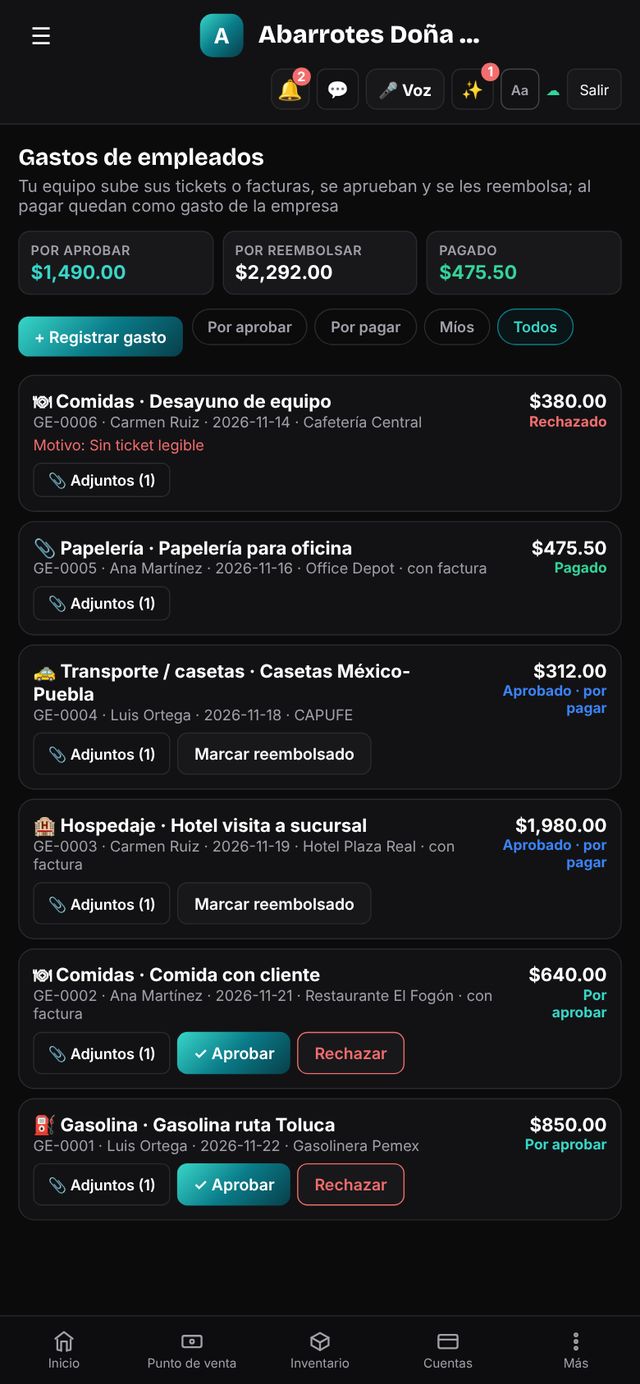 ☰
A
Abarrotes Doña ...
🔔 2
💬
🎤 Voz
✨ 1
Aa
☁
Salir
Gastos de empleados
Tu equipo sube sus tickets o facturas, se aprueban y se les reembolsa; al
pagar quedan como gasto de la empresa
POR APROBAR
$1,490.00
POR REEMBOLSAR
$2,292.00
PAGADO
$475.50
+ Registrar gasto
Por aprobar
Por pagar
Míos
Todos
🍽 Comidas · Desayuno de equipo
$380.00
GE-0006 · Carmen Ruiz · 2026-11-14 · Cafetería Central
Rechazado
Motivo: Sin ticket legible
📎 Adjuntos (1)
📎 Papelería · Papelería para oficina
$475.50
GE-0005 · Ana Martínez · 2026-11-16 · Office Depot · con factura
Pagado
📎 Adjuntos (1)
🚕 Transporte / casetas · Casetas México-
Puebla
$312.00
Aprobado · por
pagar
GE-0004 · Luis Ortega · 2026-11-18 · CAPUFE
📎 Adjuntos (1)
Marcar reembolsado
🏨 Hospedaje · Hotel visita a sucursal
$1,980.00
GE-0003 · Carmen Ruiz · 2026-11-19 · Hotel Plaza Real · con
factura
Aprobado · por
pagar
📎 Adjuntos (1)
Marcar reembolsado
🍽 Comidas · Comida con cliente
$640.00
GE-0002 · Ana Martínez · 2026-11-21 · Restaurante El Fogón · con
factura
Por
aprobar
📎 Adjuntos (1)
✓ Aprobar
Rechazar
⛽ Gasolina · Gasolina ruta Toluca
$850.00
GE-0001 · Luis Ortega · 2026-11-22 · Gasolinera Pemex
Por aprobar
📎 Adjuntos (1)
✓ Aprobar
Rechazar
Inicio
Punto de venta
Inventario
Cuentas
Más